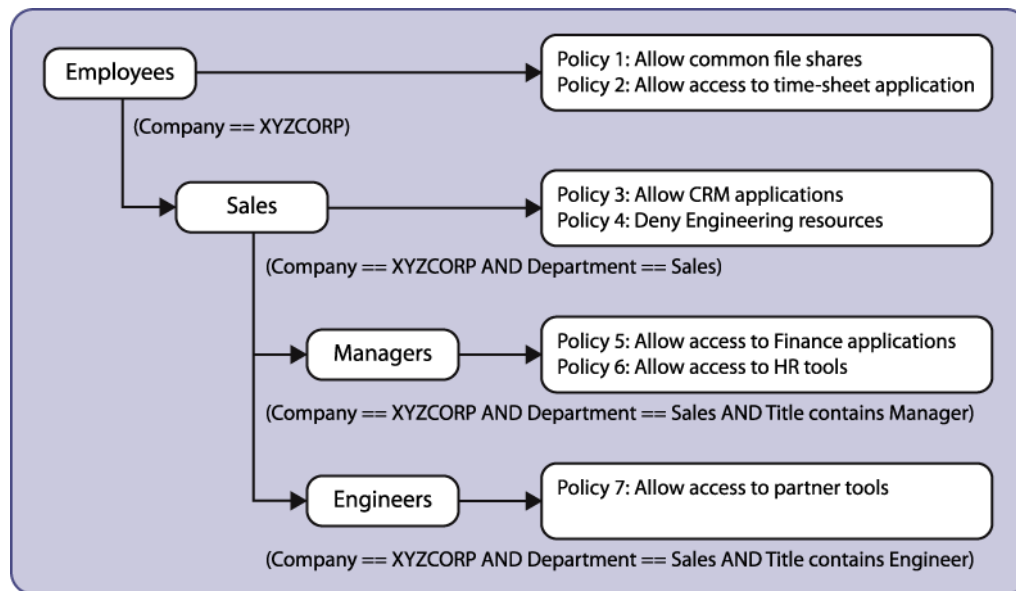 Employees
Policy 1: Allow common file shares
Policy 2: Allow access to time-sheet application
(Company == XYZCORP)
Sales
Policy 3: Allow CRM applications
Policy 4: Deny Engineering resources
(Company == XYZCORP AND Department == Sales)
Managers
Policy 5: Allow access to Finance applications
Policy 6: Allow access to HR tools
(Company == XYZCORP AND Department == Sales AND Title contains Manager)
Engineers
Policy 7: Allow access to partner tools
(Company == XYZCORP AND Department == Sales AND Title contains Engineer)